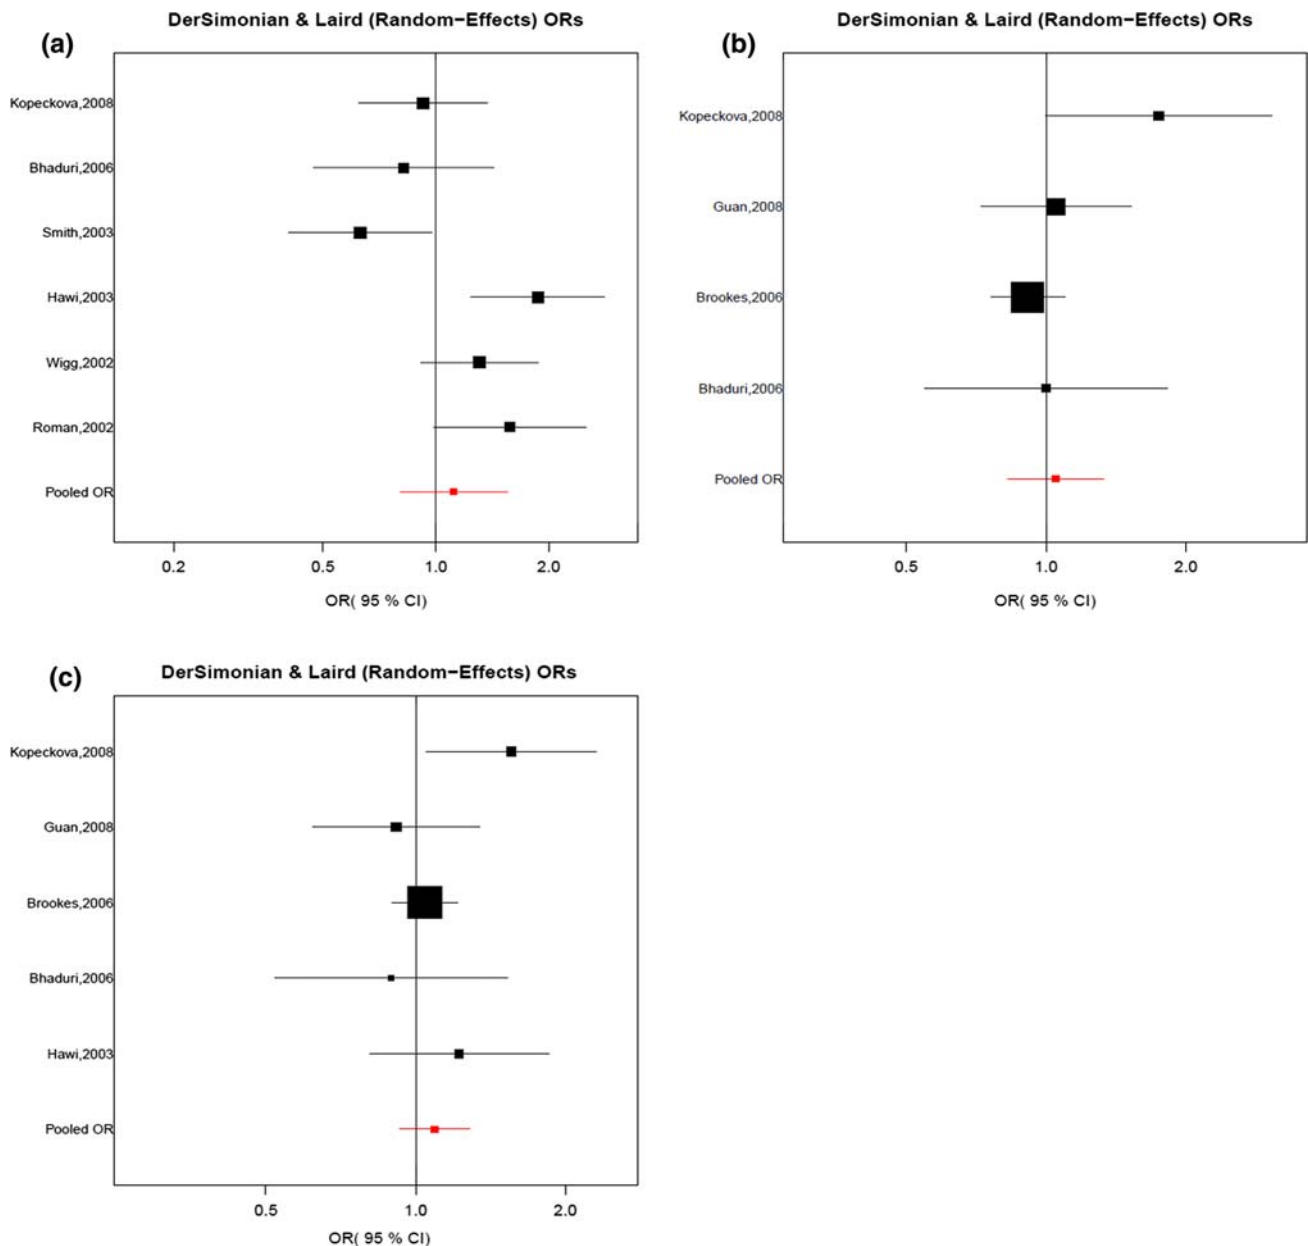 DerSimonian & Laird (Random−Effects) ORs
(a)
Kopeckova,2008
Bhaduri,2006
Smith,2003
Hawi,2003
Wigg,2002
Roman,2002
Pooled OR
0.2 0.5 1.0 2.0
OR( 95 % CI)
DerSimonian & Laird (Random−Effects) ORs
(b)
Kopeckova,2008
Guan,2008
Brookes,2006
Bhaduri,2006
Pooled OR
0.5 1.0 2.0
OR( 95 % CI)
DerSimonian & Laird (Random−Effects) ORs
(c)
Kopeckova,2008
Guan,2008
Brookes,2006
Bhaduri,2006
Hawi,2003
Pooled OR
0.5 1.0 2.0
OR( 95 % CI)